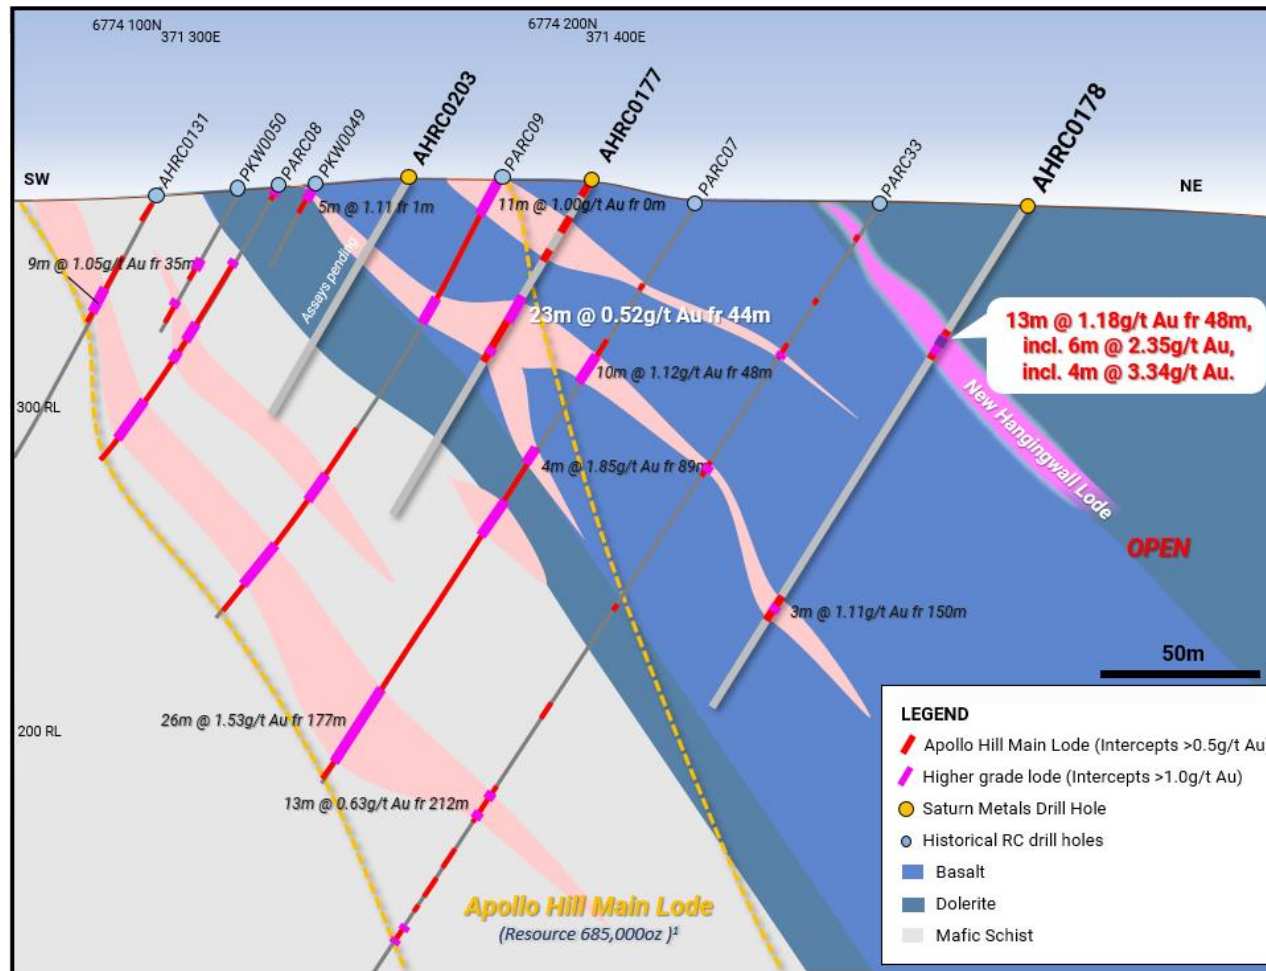 6774 100N
371 300E
6774 200N
371 400E
SW
NE
AHRC0131
PKW0050
PARC08
PKW0049
AHRC0203
PARC09
AHRC0177
PARC07
PARC33
AHRC0178
5m @ 1.11 fr 1m
11m @ 1.00g/t Au fr 0m
9m @ 1.05g/t Au fr 35m
Assays pending
23m @ 0.52g/t Au fr 44m
13m @ 1.18g/t Au fr 48m,
incl. 6m @ 2.35g/t Au,
incl. 4m @ 3.34g/t Au.
10m @ 1.12g/t Au fr 48m
300 RL
New Hangingwall Lode
4m @ 1.85g/t Au fr 89m
OPEN
3m @ 1.11g/t Au fr 150m
50m
26m @ 1.53g/t Au fr 177m
200 RL
13m @ 0.63g/t Au fr 212m
Apollo Hill Main Lode
(Resource 685,000oz )¹
LEGEND
Apollo Hill Main Lode (Intercepts >0.5g/t Au)
Higher grade lode (Intercepts >1.0g/t Au)
Saturn Metals Drill Hole
Historical RC drill holes
Basalt
Dolerite
Mafic Schist